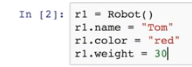 In [2]: r1 = Robot()
r1.name = "Tom"
r1.color = "red"
r1.weight = 30